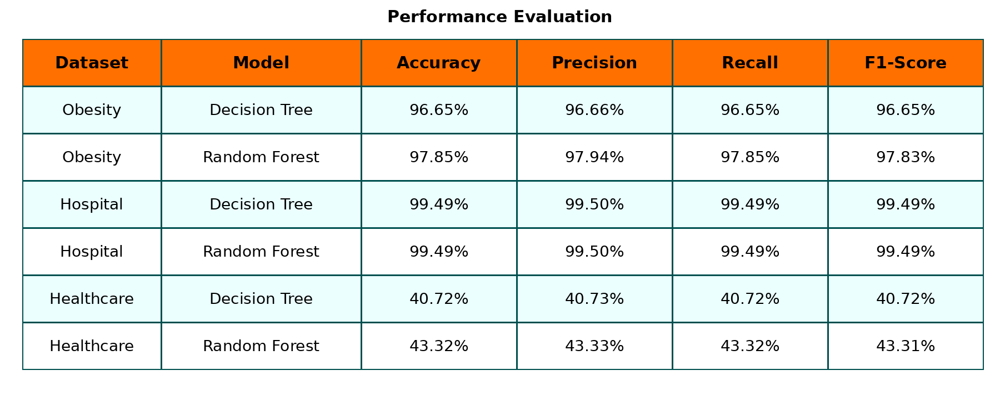 Performance Evaluation
Dataset Model Accuracy Precision Recall F1-Score
Obesity Decision Tree 96.65% 96.66% 96.65% 96.65%
Obesity Random Forest 97.85% 97.94% 97.85% 97.83%
Hospital Decision Tree 99.49% 99.50% 99.49% 99.49%
Hospital Random Forest 99.49% 99.50% 99.49% 99.49%
Healthcare Decision Tree 40.72% 40.73% 40.72% 40.72%
Healthcare Random Forest 43.32% 43.33% 43.32% 43.31%